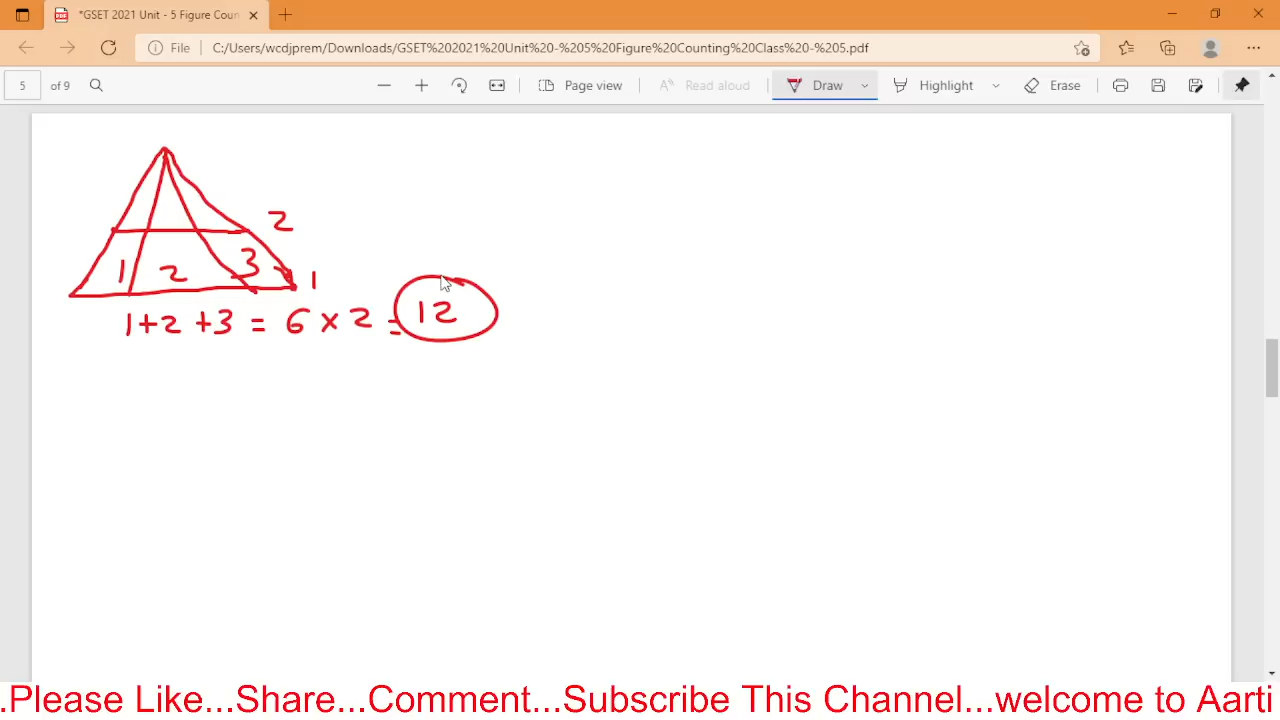 *GSET 2021 Unit - 5 Figure Coun
File C:/Users/wcdjprem/Downloads/GSET%202021%20Unit%20-%205%20Figure%20Counting%20Class%20-%205.pdf
5 of 9 Page view Read aloud Draw Highlight Erase
2
1 2 3 1
1+2+3 = 6 × 2 = 12
.Please Like...Share...Comment...Subscribe This Channel...welcome to Aarti